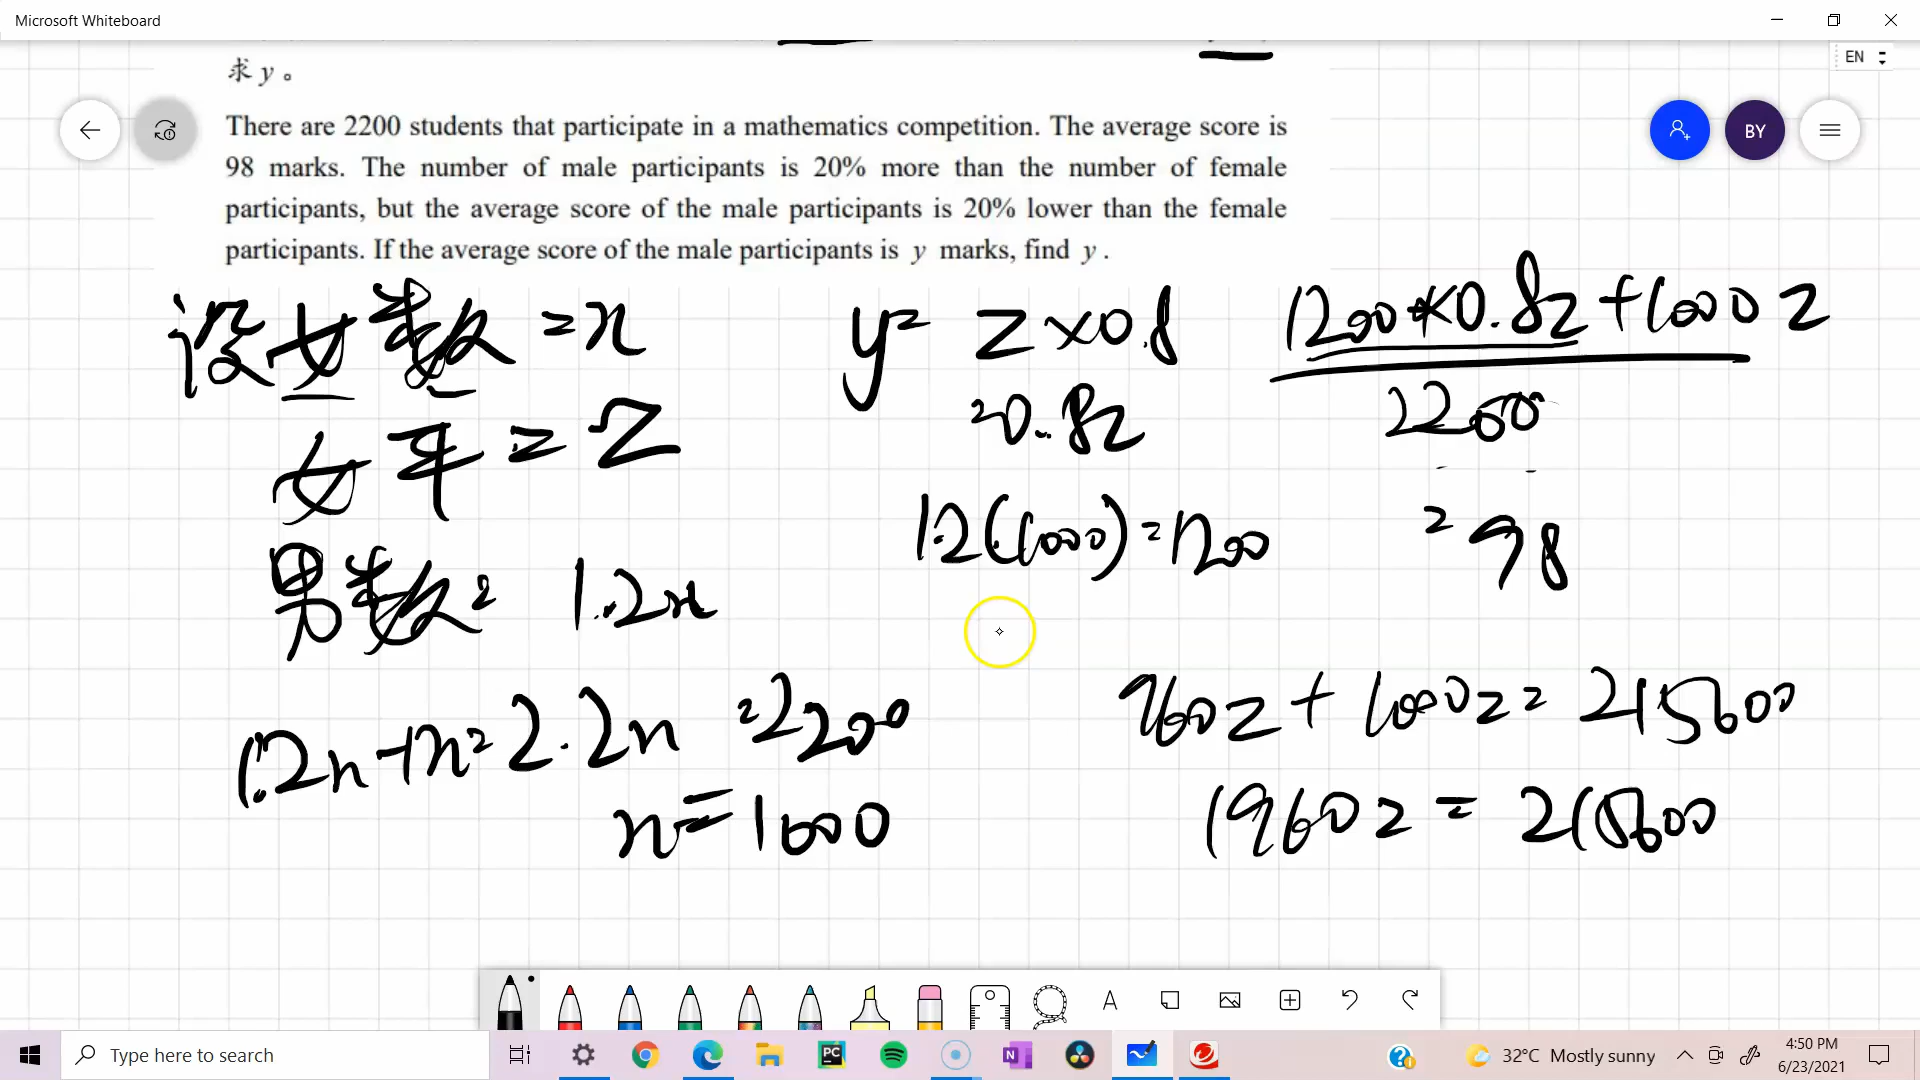 Microsoft Whiteboard
EN
求 y 。
There are 2200 students that participate in a mathematics competition. The average score is
98 marks. The number of male participants is 20% more than the number of female
participants, but the average score of the male participants is 20% lower than the female
participants. If the average score of the male participants is y marks, find y .
BY
设女数=x
女平=z
男数=1.2x
1.2x+x=2.2x=2200
x=1000
y=z×0.8
=0.8z
1.2(1000)=1200
1200×0.8z+1000z
2200
=98
960z+1000z=215600
1960z=215600
Type here to search
32°C Mostly sunny
4:50 PM
6/23/2021